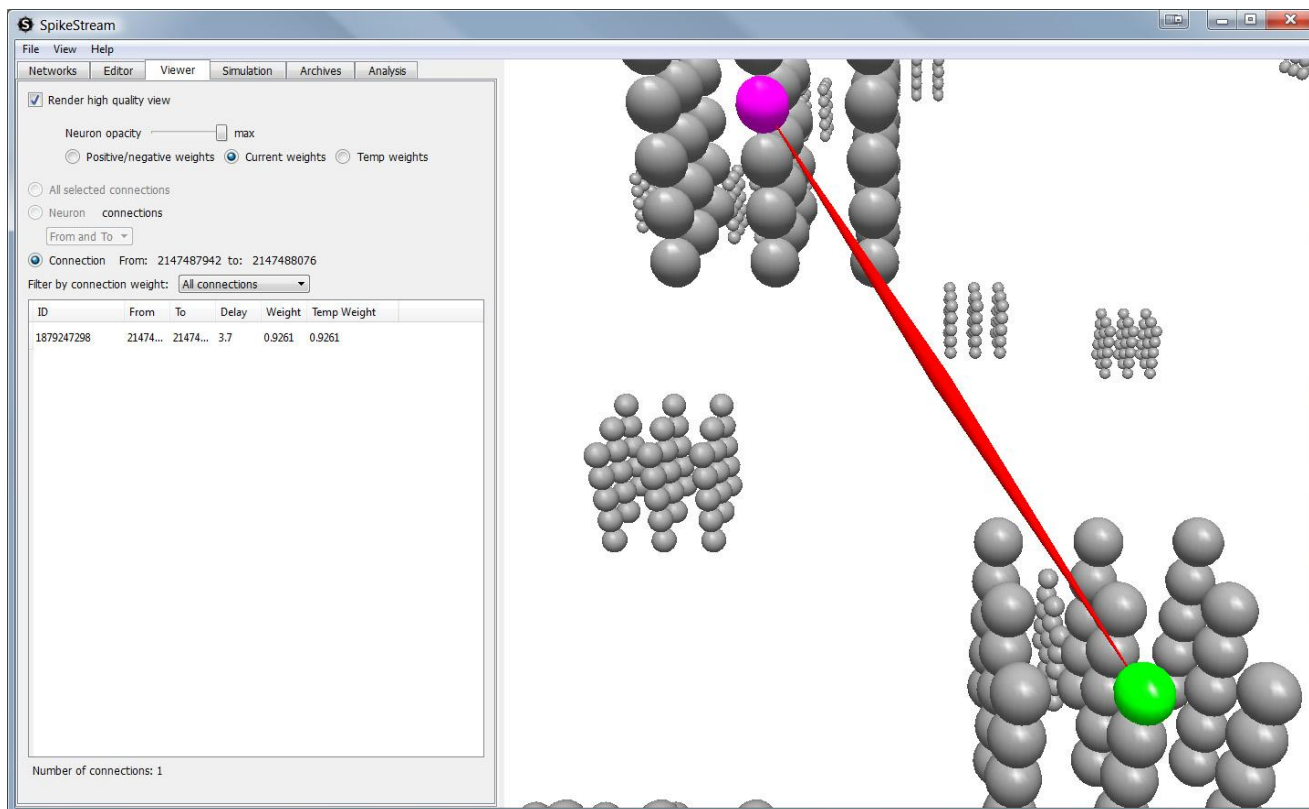 SpikeStream
File View Help
Networks Editor Viewer Simulation Archives Analysis
Render high quality view
Neuron opacity max
Positive/negative weights Current weights Temp weights
All selected connections
Neuron connections
From and To
Connection From: 2147487942 to: 2147488076
Filter by connection weight: All connections
ID From To Delay Weight Temp Weight
1879247298 21474... 21474... 3.7 0.9261 0.9261
Number of connections: 1